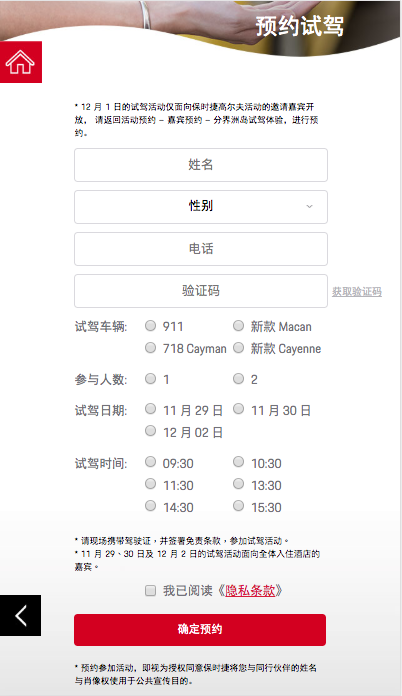 预约试驾
* 12 月 1 日的试驾活动仅面向保时捷高尔夫活动的邀请嘉宾开
放， 请返回活动预约 – 嘉宾预约 – 分界洲岛试驾体验，进行预
约。
姓名
性别
电话
验证码
获取验证码
试驾车辆: 911 新款 Macan
718 Cayman 新款 Cayenne
参与人数: 1 2
试驾日期: 11 月 29 日 11 月 30 日
12 月 02 日
试驾时间: 09:30 10:30
11:30 13:30
14:30 15:30
* 请现场携带驾驶证，并签署免责条款，参加试驾活动。
* 11 月 29、30 日及 12 月 2 日的试驾活动面向全体入住酒店的
嘉宾。
我已阅读《隐私条款》
确定预约
* 预约参加活动，即视为授权同意保时捷将您与同行伙伴的姓名
与肖像权使用于公共宣传目的。